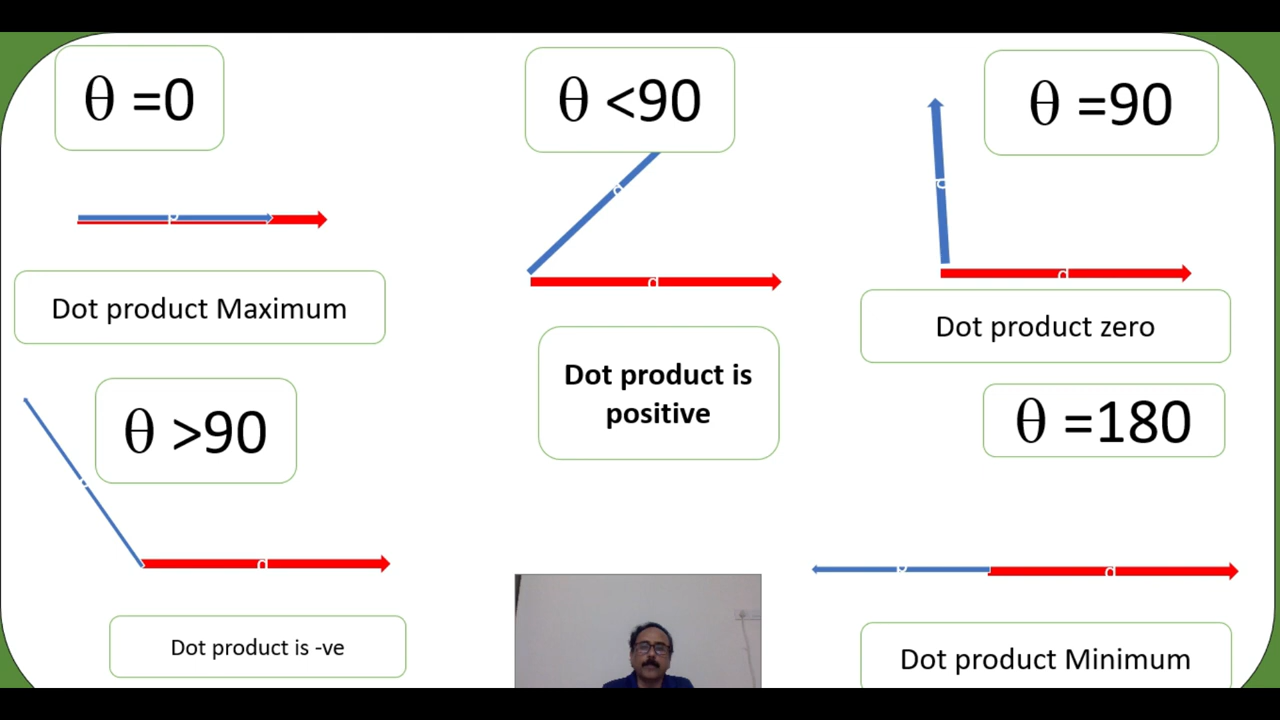 θ =0
θ <90
θ =90
d
d
Dot product Maximum
Dot product zero
Dot product is
positive
θ >90
θ =180
d
d
Dot product is -ve
Dot product Minimum